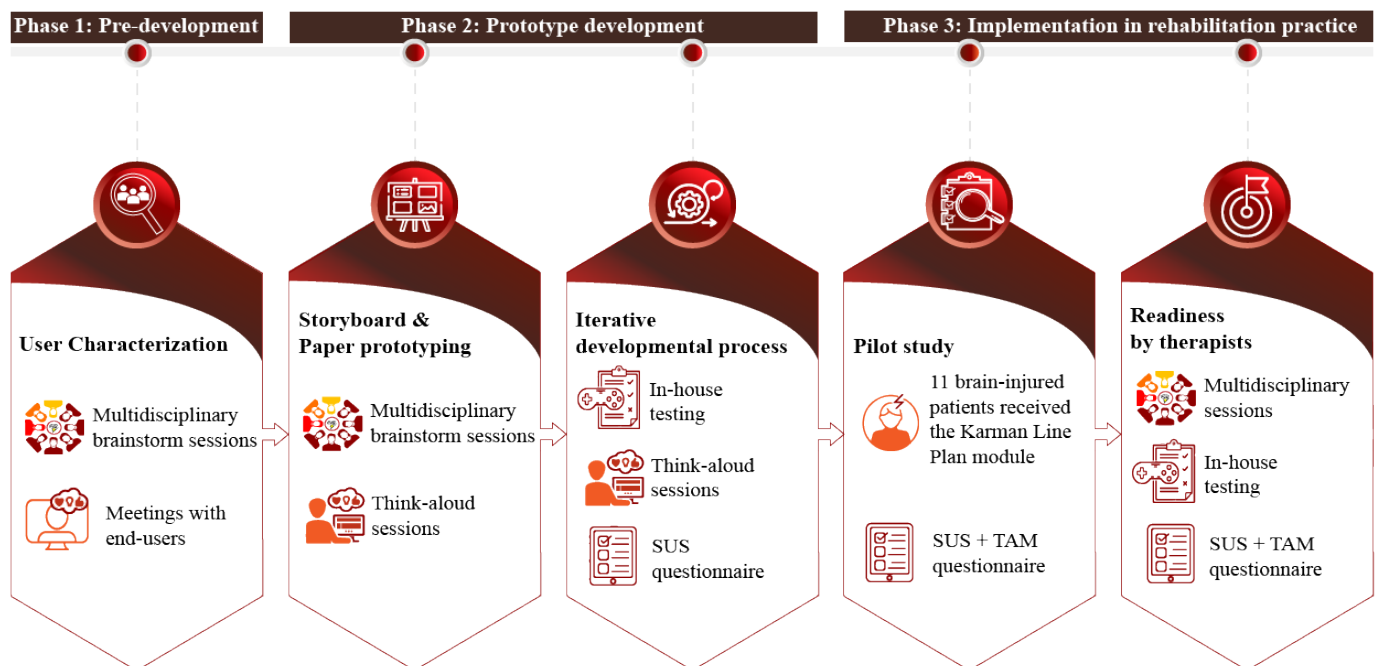 Phase 1: Pre-development
Phase 2: Prototype development
Phase 3: Implementation in rehabilitation practice
User Characterization
Multidisciplinary
brainstorm sessions
Meetings with
end-users
Storyboard &
Paper prototyping
Multidisciplinary
brainstorm sessions
Think-aloud
sessions
Iterative
developmental process
In-house
testing
Think-aloud
sessions
SUS
questionnaire
Pilot study
11 brain-injured
patients received
the Karman Line
Plan module
SUS + TAM
questionnaire
Readiness
by therapists
Multidisciplinary
sessions
In-house
testing
SUS + TAM
questionnaire